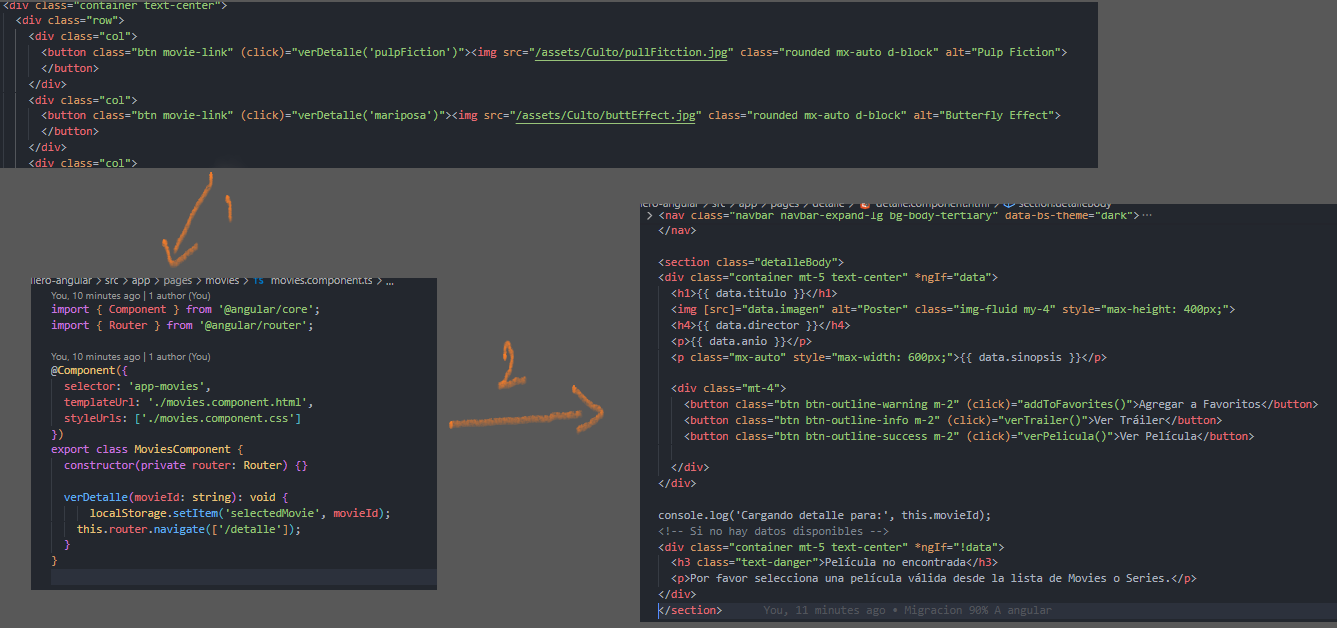 <div class="container text-center">
<div class="row">
<div class="col">
<button class="btn movie-link" (click)="verDetalle('pulpFiction')"><img src="/assets/Culto/pullFitction.jpg" class="rounded mx-auto d-block" alt="Pulp Fiction">
</button>
</div>
<div class="col">
<button class="btn movie-link" (click)="verDetalle('mariposa')"><img src="/assets/Culto/buttEffect.jpg" class="rounded mx-auto d-block" alt="Butterfly Effect">
</button>
</div>
<div class="col">
1
hero-angular > src > app > pages > movies > TS movies.component.ts > ...
You, 10 minutes ago | 1 author (You)
import { Component } from '@angular/core';
import { Router } from '@angular/router';
You, 10 minutes ago | 1 author (You)
@Component({
selector: 'app-movies',
templateUrl: './movies.component.html',
styleUrls: ['./movies.component.css']
})
export class MoviesComponent {
constructor(private router: Router) {}
verDetalle(movieId: string): void {
localStorage.setItem('selectedMovie', movieId);
this.router.navigate(['/detalle']);
}
}
2
hero-angular > src > app > pages > detalle > detalle.component.html > section.detalleBody
<nav class="navbar navbar-expand-lg bg-body-tertiary" data-bs-theme="dark">...
</nav>
<section class="detalleBody">
<div class="container mt-5 text-center" *ngIf="data">
<h1>{{ data.titulo }}</h1>
<img [src]="data.imagen" alt="Poster" class="img-fluid my-4" style="max-height: 400px;">
<h4>{{ data.director }}</h4>
<p>{{ data.anio }}</p>
<p class="mx-auto" style="max-width: 600px;">{{ data.sinopsis }}</p>
<div class="mt-4">
<button class="btn btn-outline-warning m-2" (click)="addToFavorites()">Agregar a Favoritos</button>
<button class="btn btn-outline-info m-2" (click)="verTrailer()">Ver Tráiler</button>
<button class="btn btn-outline-success m-2" (click)="verPelicula()">Ver Película</button>
</div>
</div>
console.log('Cargando detalle para:', this.movieId);
<!-- Si no hay datos disponibles -->
<div class="container mt-5 text-center" *ngIf="!data">
<h3 class="text-danger">Película no encontrada</h3>
<p>Por favor selecciona una película válida desde la lista de Movies o Series.</p>
</div>
</section> You, 11 minutes ago • Migracion 90% A angular